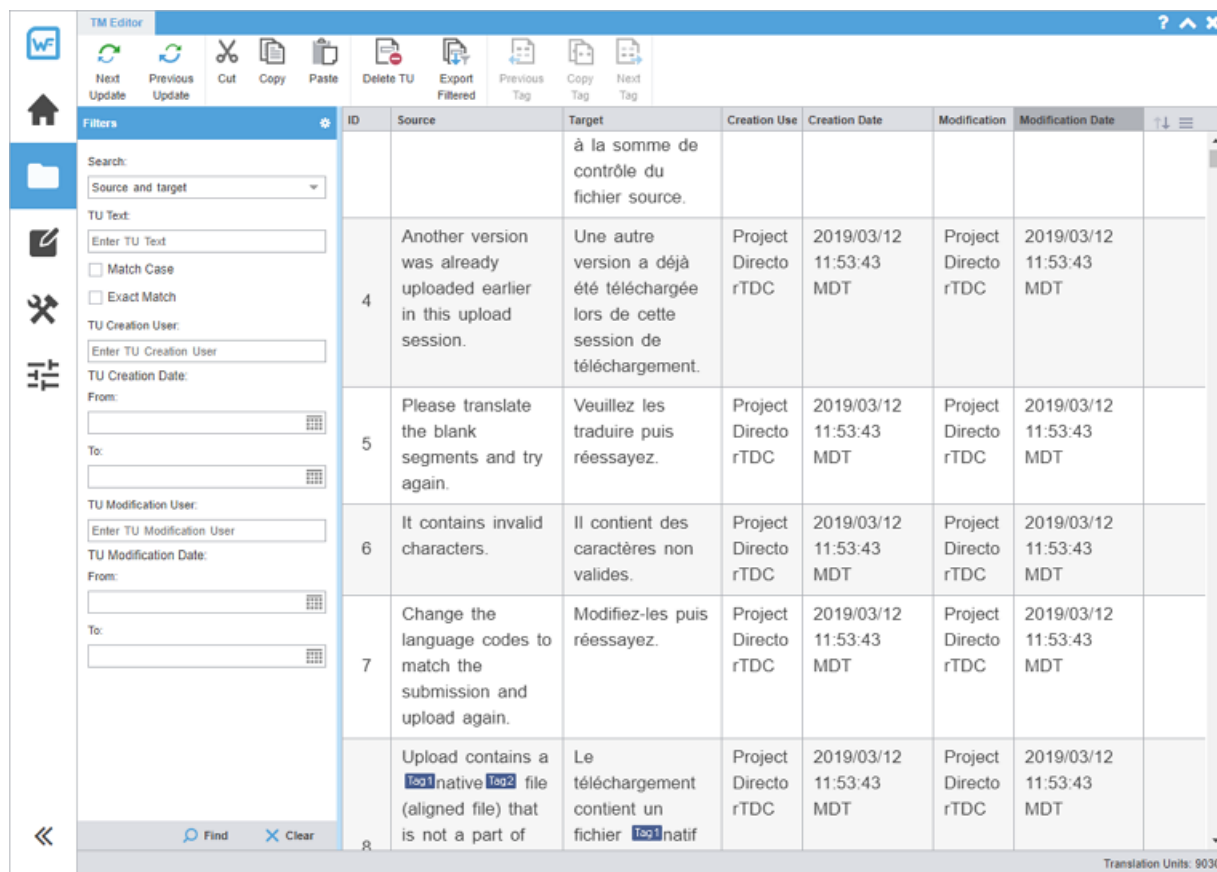 WF
TM Editor
?
Next Update
Previous Update
Cut
Copy
Paste
Delete TU
Export Filtered
Previous Tag
Copy Tag
Next Tag
Filters
Search:
Source and target
TU Text:
Enter TU Text
Match Case
Exact Match
TU Creation User:
Enter TU Creation User
TU Creation Date:
From:
To:
TU Modification User:
Enter TU Modification User
TU Modification Date:
From:
To:
Find
Clear
ID
Source
Target
Creation Use
Creation Date
Modification
Modification Date
à la somme de
contrôle du
fichier source.
4
Another version
was already
uploaded earlier
in this upload
session.
Une autre
version a déjà
été téléchargée
lors de cette
session de
téléchargement.
Project
Directo
rTDC
2019/03/12
11:53:43
MDT
Project
Directo
rTDC
2019/03/12
11:53:43
MDT
5
Please translate
the blank
segments and try
again.
Veuillez les
traduire puis
réessayez.
Project
Directo
rTDC
2019/03/12
11:53:43
MDT
Project
Directo
rTDC
2019/03/12
11:53:43
MDT
6
It contains invalid
characters.
Il contient des
caractères non
valides.
Project
Directo
rTDC
2019/03/12
11:53:43
MDT
Project
Directo
rTDC
2019/03/12
11:53:43
MDT
7
Change the
language codes to
match the
submission and
upload again.
Modifiez-les puis
réessayez.
Project
Directo
rTDC
2019/03/12
11:53:43
MDT
Project
Directo
rTDC
2019/03/12
11:53:43
MDT
8
Upload contains a
Tag1 native Tag2 file
(aligned file) that
is not a part of
Le
téléchargement
contient un
fichier Tag1 natif
Project
Directo
rTDC
2019/03/12
11:53:43
MDT
Project
Directo
rTDC
2019/03/12
11:53:43
MDT
Translation Units: 9030